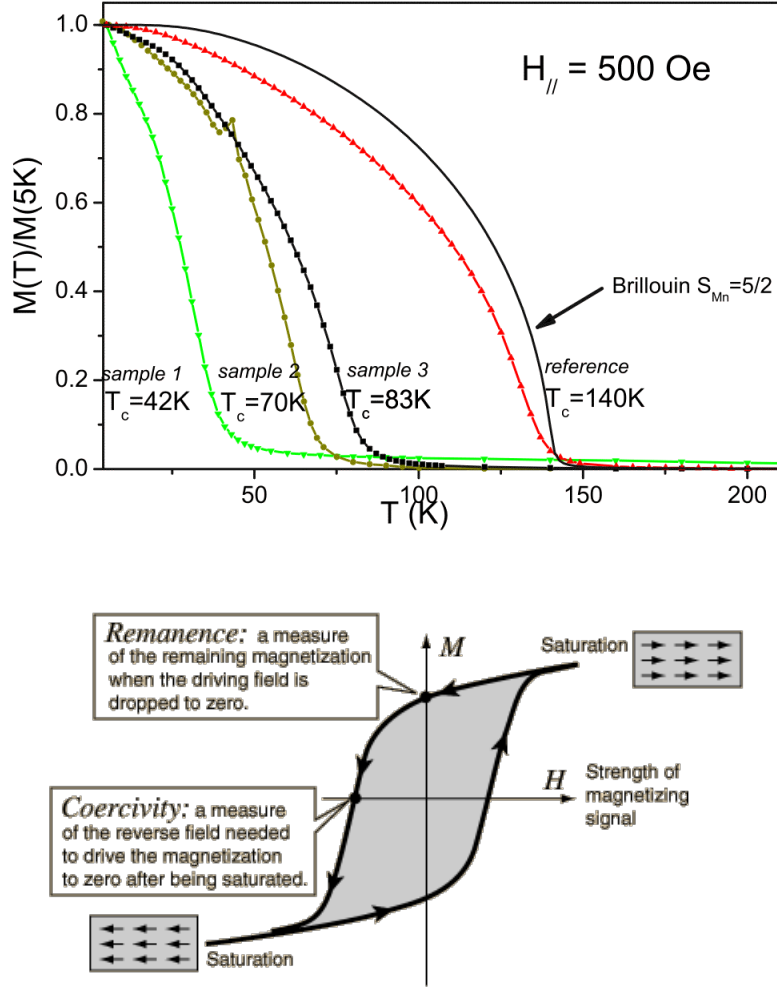 1.0
0.8
0.6
0.4
0.2
0.0
M(T)/M(5K)
H// = 500 Oe
Brillouin SMn=5/2
sample 1
Tc=42K
sample 2
Tc=70K
sample 3
Tc=83K
reference
Tc=140K
50
100
150
200
T (K)
Remanence: a measure
of the remaining magnetization
when the driving field is
dropped to zero.
M
Saturation
H
Strength of
magnetizing
signal
Coercivity: a measure
of the reverse field needed
to drive the magnetization
to zero after being saturated.
Saturation